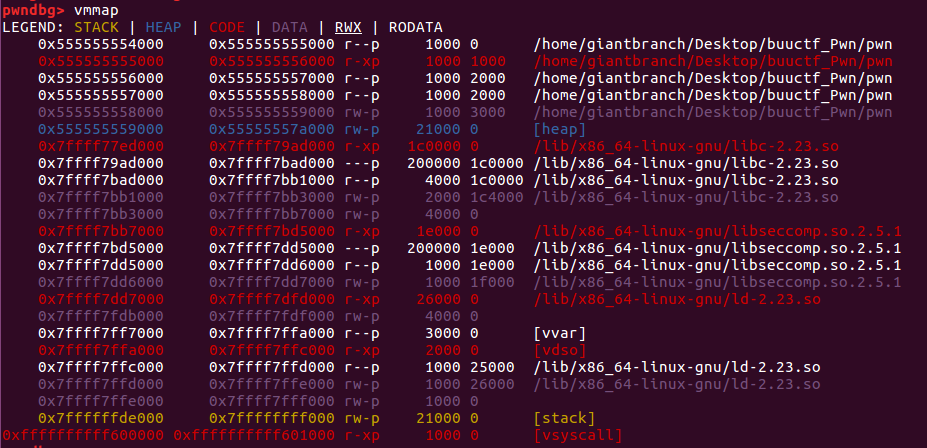 pwndbg> vmmap
LEGEND: STACK | HEAP | CODE | DATA | RWX | RODATA
0x555555554000 0x555555555000 r--p 1000 0 /home/giantbranch/Desktop/buuctf_Pwn/pwn
0x555555555000 0x555555556000 r-xp 1000 1000 /home/giantbranch/Desktop/buuctf_Pwn/pwn
0x555555556000 0x555555557000 r--p 1000 2000 /home/giantbranch/Desktop/buuctf_Pwn/pwn
0x555555557000 0x555555558000 r--p 1000 2000 /home/giantbranch/Desktop/buuctf_Pwn/pwn
0x555555558000 0x555555559000 rw-p 1000 3000 /home/giantbranch/Desktop/buuctf_Pwn/pwn
0x555555559000 0x55555557a000 rw-p 21000 0 [heap]
0x7ffff77ed000 0x7ffff79ad000 r-xp 1c0000 0 /lib/x86_64-linux-gnu/libc-2.23.so
0x7ffff79ad000 0x7ffff7bad000 ---p 200000 1c0000 /lib/x86_64-linux-gnu/libc-2.23.so
0x7ffff7bad000 0x7ffff7bb1000 r--p 4000 1c0000 /lib/x86_64-linux-gnu/libc-2.23.so
0x7ffff7bb1000 0x7ffff7bb3000 rw-p 2000 1c4000 /lib/x86_64-linux-gnu/libc-2.23.so
0x7ffff7bb3000 0x7ffff7bb7000 rw-p 4000 0
0x7ffff7bb7000 0x7ffff7bd5000 r-xp 1e000 0 /lib/x86_64-linux-gnu/libseccomp.so.2.5.1
0x7ffff7bd5000 0x7ffff7dd5000 ---p 200000 1e000 /lib/x86_64-linux-gnu/libseccomp.so.2.5.1
0x7ffff7dd5000 0x7ffff7dd6000 r--p 1000 1e000 /lib/x86_64-linux-gnu/libseccomp.so.2.5.1
0x7ffff7dd6000 0x7ffff7dd7000 rw-p 1000 1f000 /lib/x86_64-linux-gnu/libseccomp.so.2.5.1
0x7ffff7dd7000 0x7ffff7dfd000 r-xp 26000 0 /lib/x86_64-linux-gnu/ld-2.23.so
0x7ffff7fdb000 0x7ffff7fdf000 rw-p 4000 0
0x7ffff7ff7000 0x7ffff7ffa000 r--p 3000 0 [vvar]
0x7ffff7ffa000 0x7ffff7ffc000 r-xp 2000 0 [vdso]
0x7ffff7ffc000 0x7ffff7ffd000 r--p 1000 25000 /lib/x86_64-linux-gnu/ld-2.23.so
0x7ffff7ffd000 0x7ffff7ffe000 rw-p 1000 26000 /lib/x86_64-linux-gnu/ld-2.23.so
0x7ffff7ffe000 0x7ffff7fff000 rw-p 1000 0
0x7ffffffde000 0x7ffffffff000 rw-p 21000 0 [stack]
0xffffffffff600000 0xffffffffff601000 r-xp 1000 0 [vsyscall]